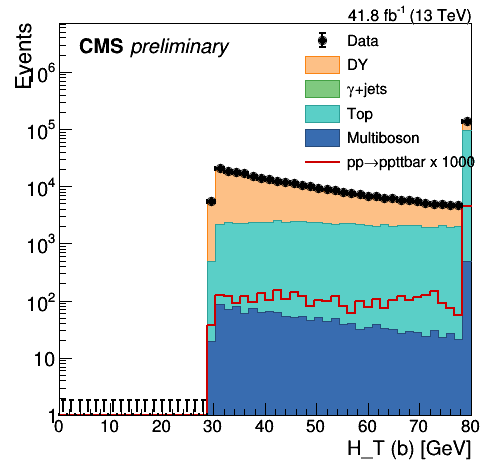 41.8 fb⁻¹ (13 TeV)
Events
CMS preliminary
Data
DY
γ+jets
Top
Multiboson
pp→ppttbar x 1000
10⁶
10⁵
10⁴
10³
10²
10
1
0 10 20 30 40 50 60 70 80
H_T (b) [GeV]